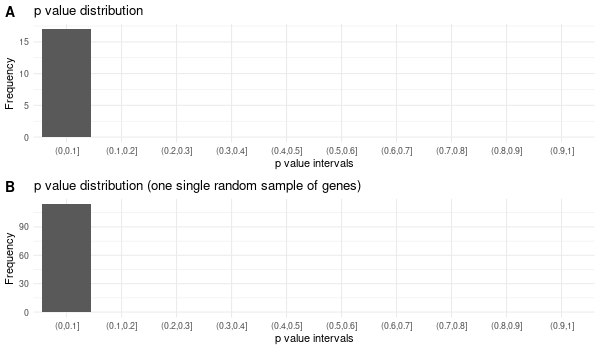 A p value distribution
15
10
5
0
Frequency
(0,0.1] (0.1,0.2] (0.2,0.3] (0.3,0.4] (0.4,0.5] (0.5,0.6] (0.6,0.7] (0.7,0.8] (0.8,0.9] (0.9,1]
p value intervals
B p value distribution (one single random sample of genes)
90
60
30
0
Frequency
(0,0.1] (0.1,0.2] (0.2,0.3] (0.3,0.4] (0.4,0.5] (0.5,0.6] (0.6,0.7] (0.7,0.8] (0.8,0.9] (0.9,1]
p value intervals